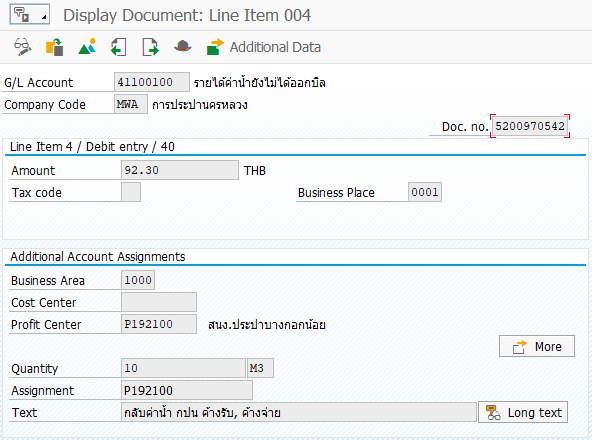 Display Document: Line Item 004
Additional Data
G/L Account 41100100 รายได้ค่าน้ำยังไม่ได้ออกบิล
Company Code MWA การประปานครหลวง
Doc. no. 5200970542
Line Item 4 / Debit entry / 40
Amount 92.30 THB
Tax code Business Place 0001
Additional Account Assignments
Business Area 1000
Cost Center
Profit Center P192100 สนง.ประปาบางกอกน้อย
More
Quantity 10 M3
Assignment P192100
Text กลับค่าน้ำ กปน ค้างรับ, ค้างจ่าย Long text